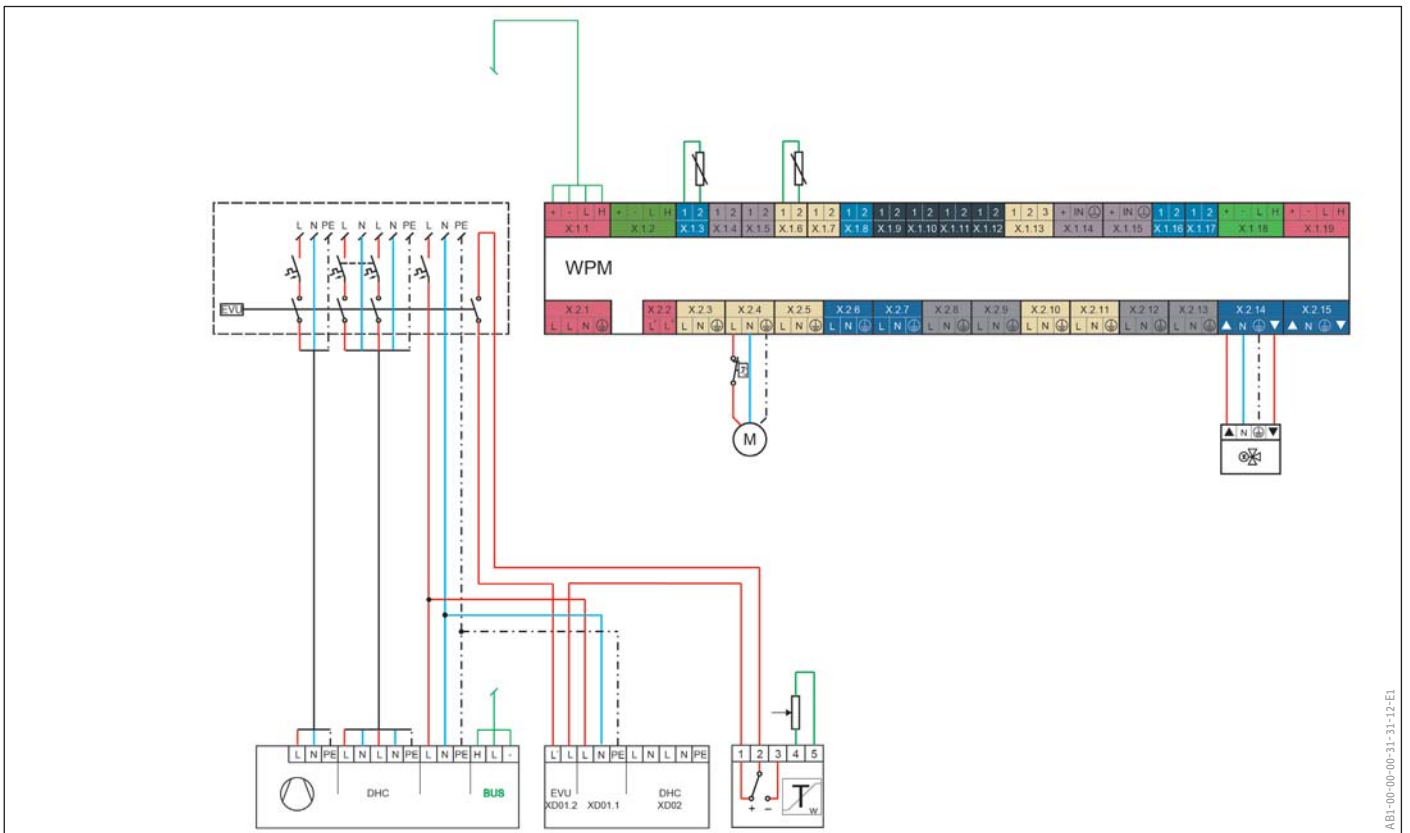 + - L H + - L H 1 2 1 2 1 2 1 2 1 2 1 2 1 2 1 2 1 2 1 2 1 2 3 + IN + IN 1 2 1 2 + - L H + - L H
X.1.1 X.1.2 X.1.3 X.1.4 X.1.5 X.1.6 X.1.7 X.1.8 X.1.9 X.1.10 X.1.11 X.1.12 X.1.13 X.1.14 X.1.15 X.1.16 X.1.17 X.1.18 X.1.19
L N PE L N L N PE L N PE
WPM
EVU
X.2.1 X.2.2 X.2.3 X.2.4 X.2.5 X.2.6 X.2.7 X.2.8 X.2.9 X.2.10 X.2.11 X.2.12 X.2.13 X.2.14 X.2.15
L L N ⏚ L' L' L N ⏚ L N ⏚ L N ⏚ L N ⏚ L N ⏚ L N ⏚ L N ⏚ L N ⏚ L N ⏚ L N ⏚ L N ⏚ ▲ N ⏚ ▼ ▲ N ⏚ ▼
M
▲ N ⏚ ▼
L N PE L N L N PE L N PE H L -
DHC
BUS
L' L L N PE L N L N PE
EVU
XD01.2 XD01.1
DHC
XD02
1 2 3 4 5
+ -
T
W
AB1-00-00-00-31-31-12-E1